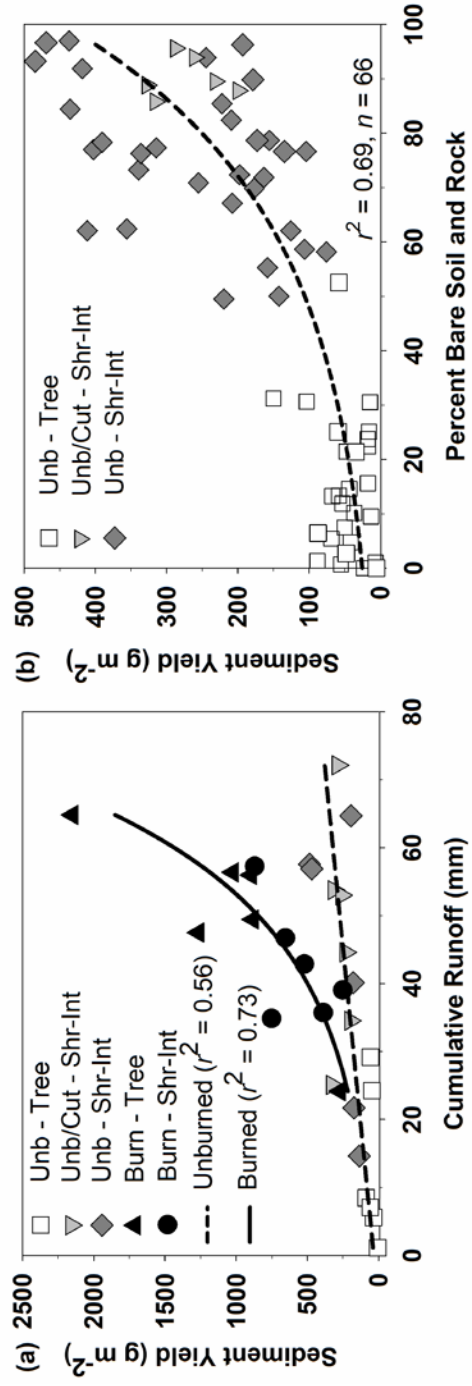 (a)
Sediment Yield (g m⁻²)
2500
2000
1500
1000
500
0
Unb - Tree
Unb/Cut - Shr-Int
Unb - Shr-Int
Burn - Tree
Burn - Shr-Int
Unburned (r² = 0.56)
Burned (r² = 0.73)
0 20 40 60 80
Cumulative Runoff (mm)
(b)
Sediment Yield (g m⁻²)
500
400
300
200
100
0
Unb - Tree
Unb/Cut - Shr-Int
Unb - Shr-Int
r² = 0.69, n = 66
0 20 40 60 80 100
Percent Bare Soil and Rock